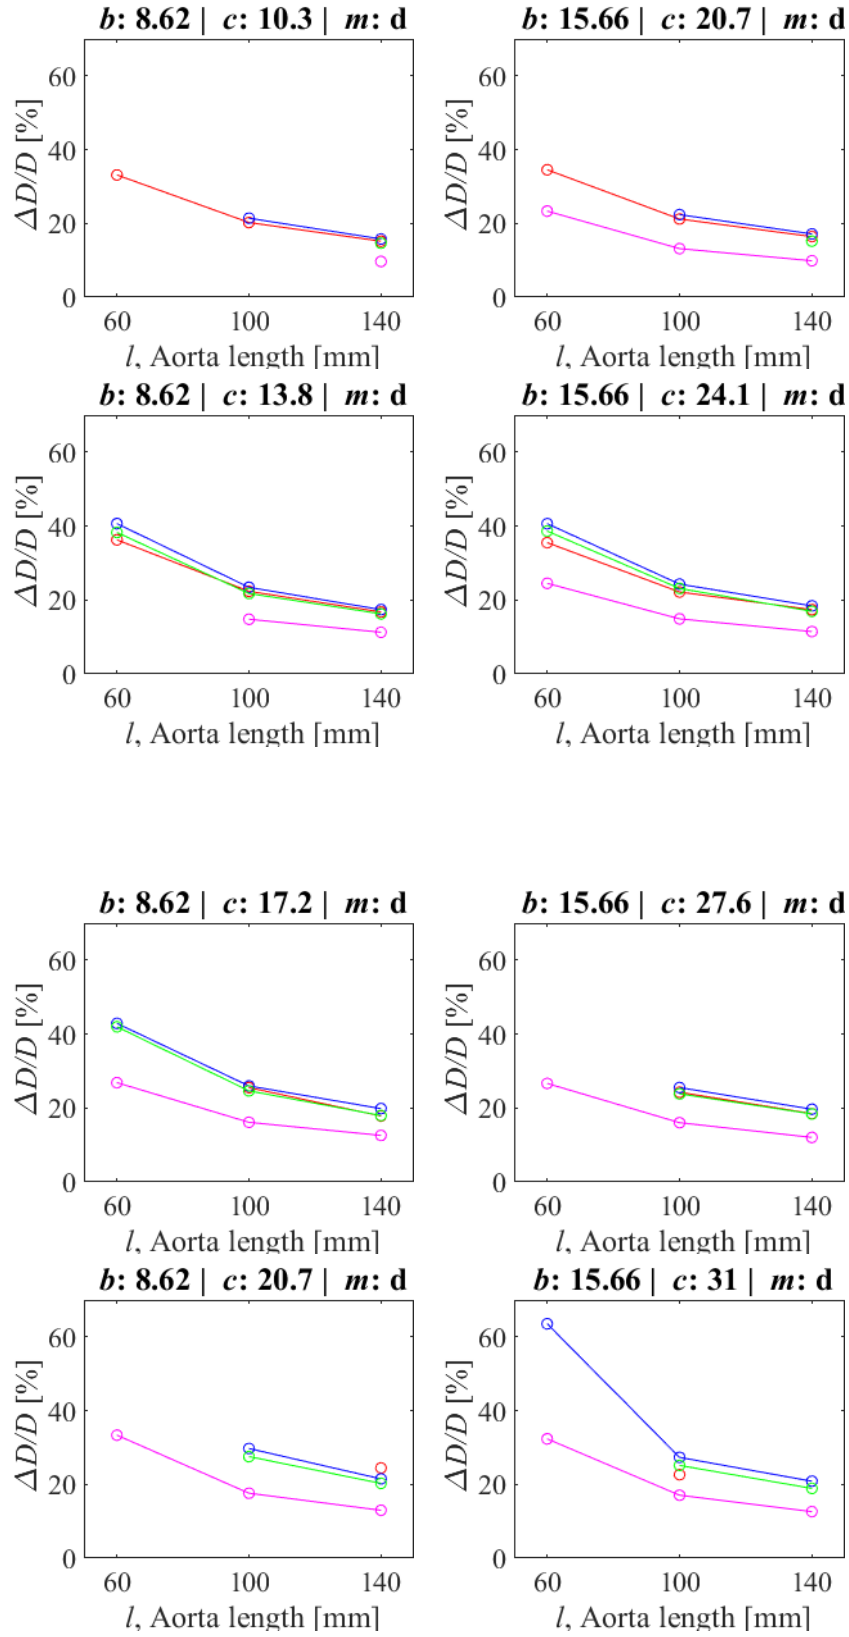 b: 8.62 | c: 10.3 | m: d
60
40
20
0
ΔD/D [%]
60 100 140
l, Aorta length [mm]
b: 15.66 | c: 20.7 | m: d
60
40
20
0
ΔD/D [%]
60 100 140
l, Aorta length [mm]
b: 8.62 | c: 13.8 | m: d
60
40
20
0
ΔD/D [%]
60 100 140
l, Aorta length [mm]
b: 15.66 | c: 24.1 | m: d
60
40
20
0
ΔD/D [%]
60 100 140
l, Aorta length [mm]
b: 8.62 | c: 17.2 | m: d
60
40
20
0
ΔD/D [%]
60 100 140
l, Aorta length [mm]
b: 15.66 | c: 27.6 | m: d
60
40
20
0
ΔD/D [%]
60 100 140
l, Aorta length [mm]
b: 8.62 | c: 20.7 | m: d
60
40
20
0
ΔD/D [%]
60 100 140
l, Aorta length [mm]
b: 15.66 | c: 31 | m: d
60
40
20
0
ΔD/D [%]
60 100 140
l, Aorta length [mm]